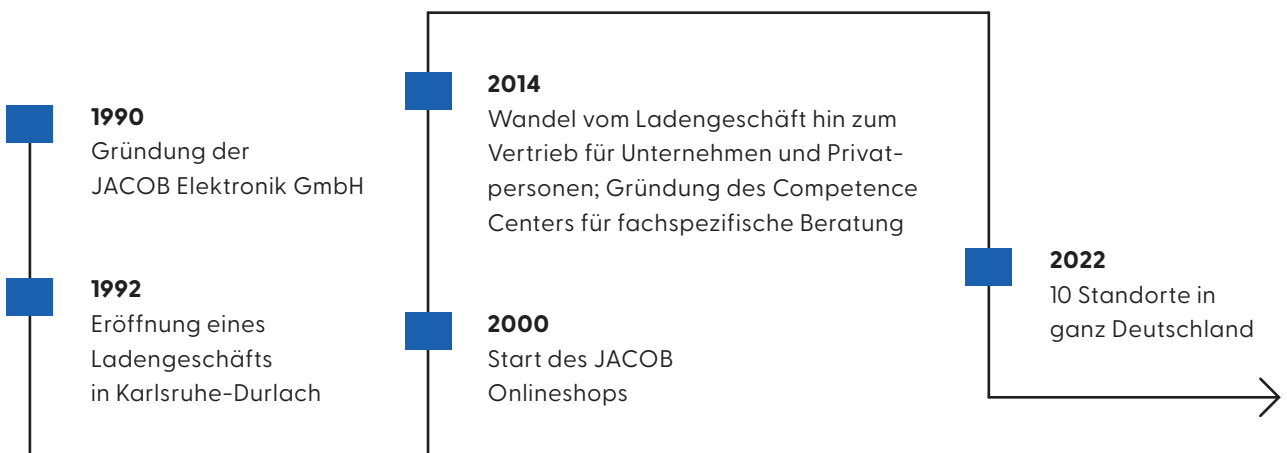 1990
Gründung der
JACOB Elektronik GmbH
1992
Eröffnung eines
Ladengeschäfts
in Karlsruhe-Durlach
2000
Start des JACOB
Onlineshops
2014
Wandel vom Ladengeschäft hin zum
Vertrieb für Unternehmen und Privat-
personen; Gründung des Competence
Centers für fachspezifische Beratung
2022
10 Standorte in
ganz Deutschland